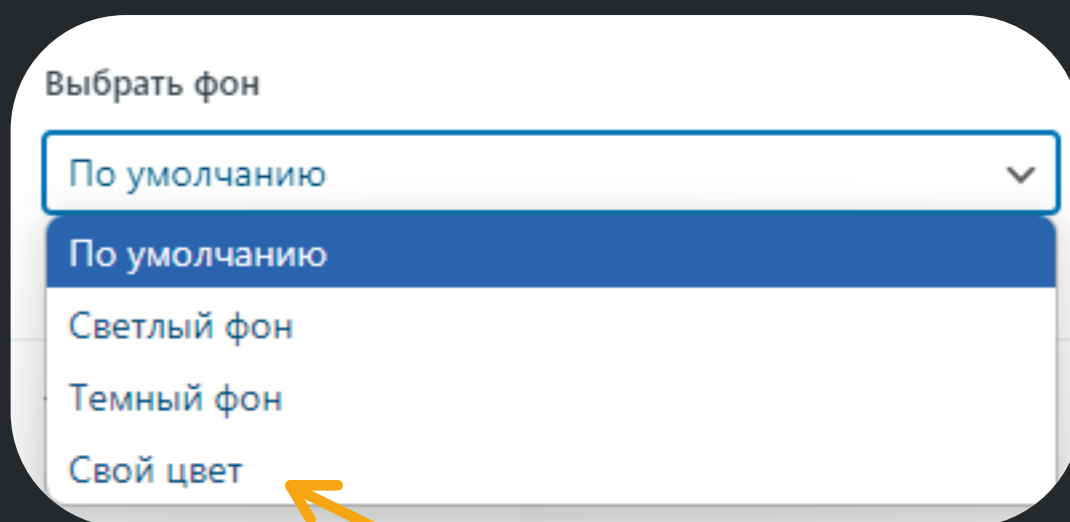 Выбрать фон
По умолчанию
По умолчанию
Светлый фон
Темный фон
Свой цвет